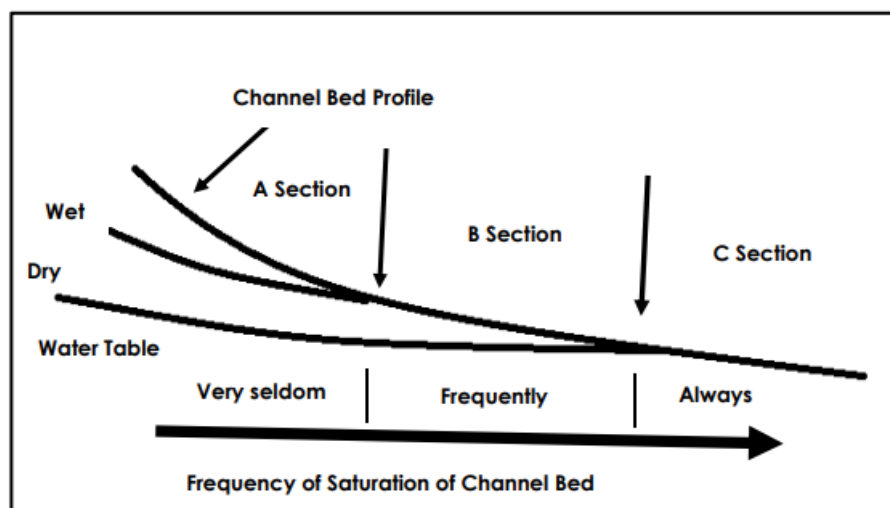 Channel Bed Profile
A Section
Wet
B Section
C Section
Dry
Water Table
Very seldom
Frequently
Always
Frequency of Saturation of Channel Bed